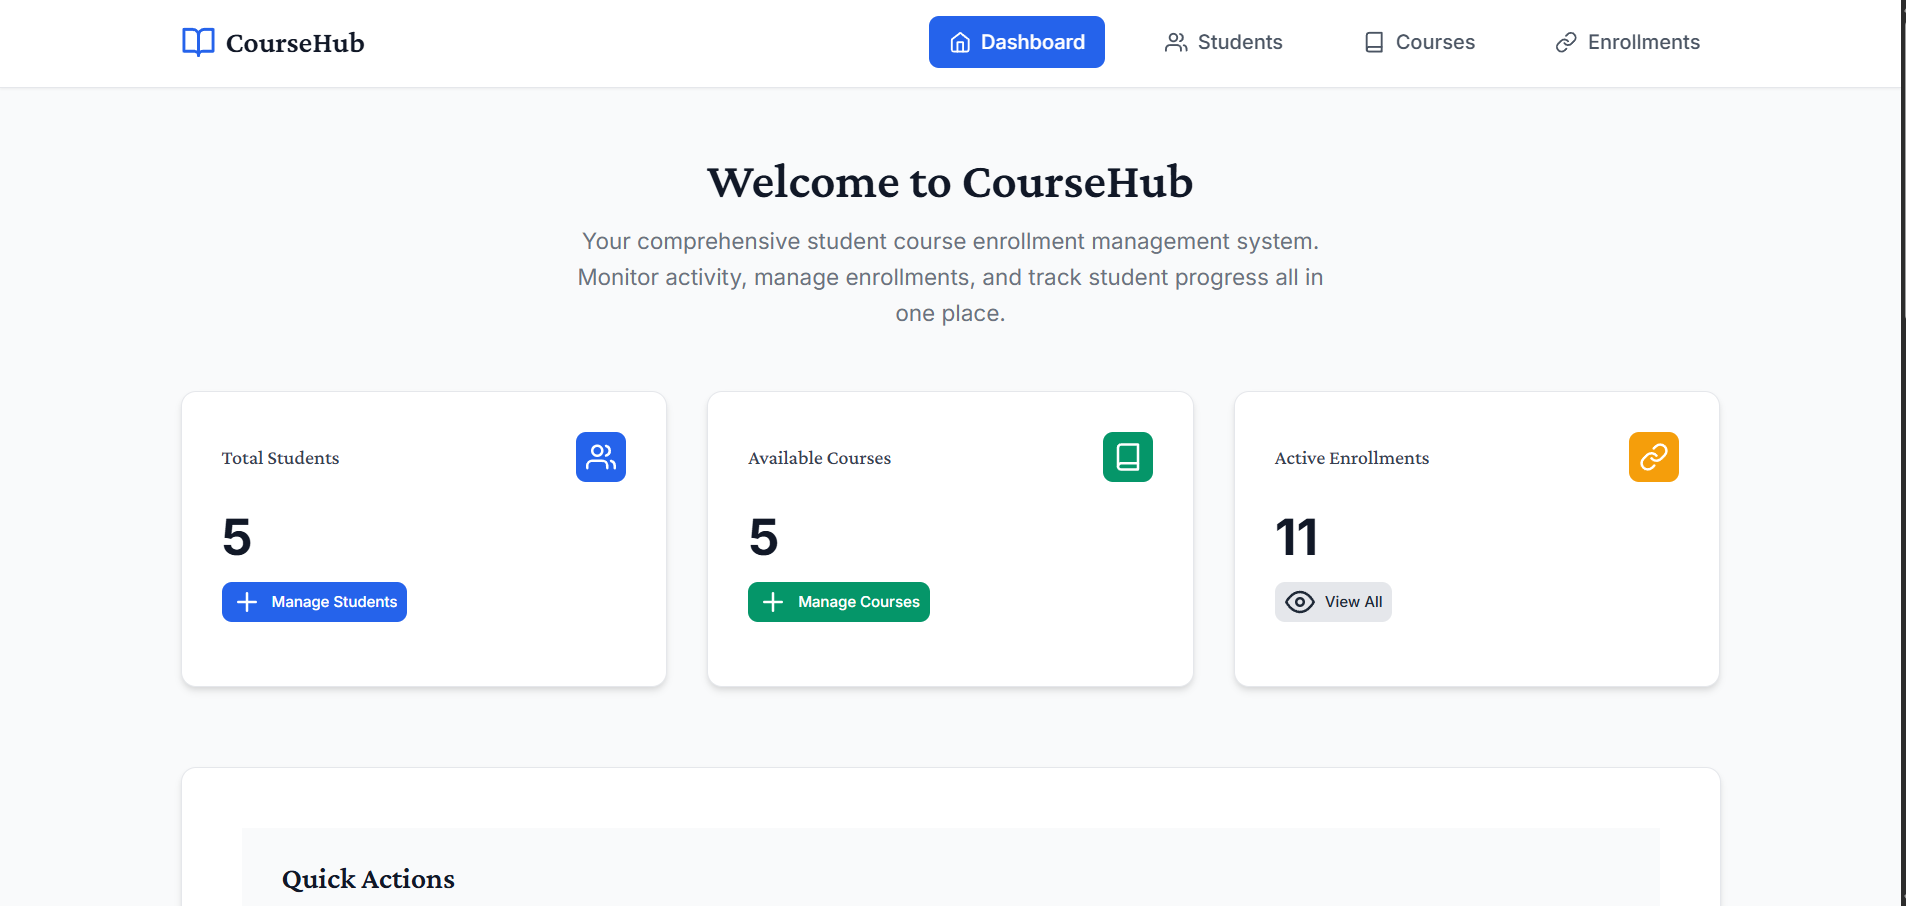 CourseHub
Dashboard
Students
Courses
Enrollments
Welcome to CourseHub
Your comprehensive student course enrollment management system.
Monitor activity, manage enrollments, and track student progress all in
one place.
Total Students
5
Manage Students
Available Courses
5
Manage Courses
Active Enrollments
11
View All
Quick Actions